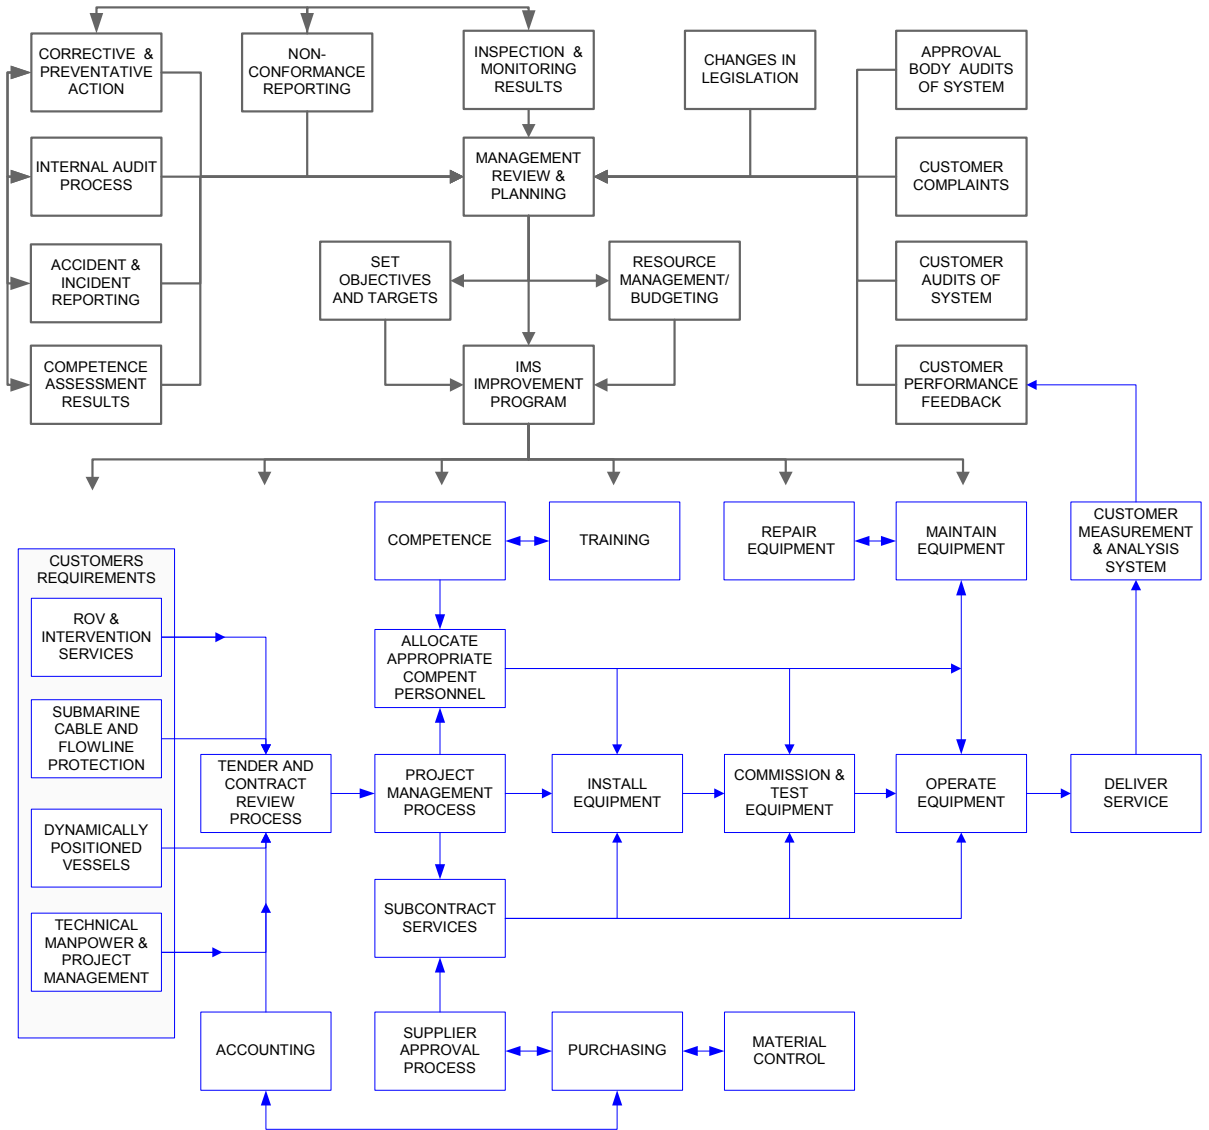 CORRECTIVE &
PREVENTATIVE
ACTION
NON-
CONFORMANCE
REPORTING
INSPECTION &
MONITORING
RESULTS
CHANGES IN
LEGISLATION
APPROVAL
BODY AUDITS
OF SYSTEM
INTERNAL AUDIT
PROCESS
MANAGEMENT
REVIEW &
PLANNING
CUSTOMER
COMPLAINTS
ACCIDENT &
INCIDENT
REPORTING
SET
OBJECTIVES
AND TARGETS
RESOURCE
MANAGEMENT/
BUDGETING
CUSTOMER
AUDITS OF
SYSTEM
COMPETENCE
ASSESSMENT
RESULTS
IMS
IMPROVEMENT
PROGRAM
CUSTOMER
PERFORMANCE
FEEDBACK
COMPETENCE
TRAINING
REPAIR
EQUIPMENT
MAINTAIN
EQUIPMENT
CUSTOMER
MEASUREMENT
& ANALYSIS
SYSTEM
CUSTOMERS
REQUIREMENTS
ROV &
INTERVENTION
SERVICES
ALLOCATE
APPROPRIATE
COMPENT
PERSONNEL
SUBMARINE
CABLE AND
FLOWLINE
PROTECTION
TENDER AND
CONTRACT
REVIEW
PROCESS
PROJECT
MANAGEMENT
PROCESS
INSTALL
EQUIPMENT
COMMISSION &
TEST
EQUIPMENT
OPERATE
EQUIPMENT
DELIVER
SERVICE
DYNAMICALLY
POSITIONED
VESSELS
SUBCONTRACT
SERVICES
TECHNICAL
MANPOWER &
PROJECT
MANAGEMENT
ACCOUNTING
SUPPLIER
APPROVAL
PROCESS
PURCHASING
MATERIAL
CONTROL